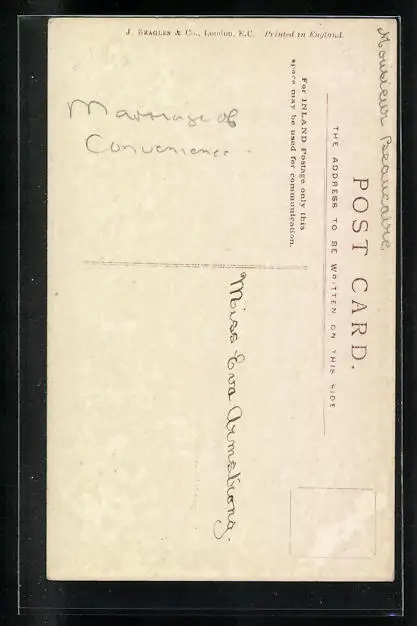 Monsieur Beaucaire
POST CARD.
THE ADDRESS TO BE WRITTEN ON THIS SIDE
For INLAND Postage only this
space may be used for communication.
J. BEAGLES & Co., London, E.C. Printed in England.
Marriage of
Convenience
Miss Eva Armstrong.